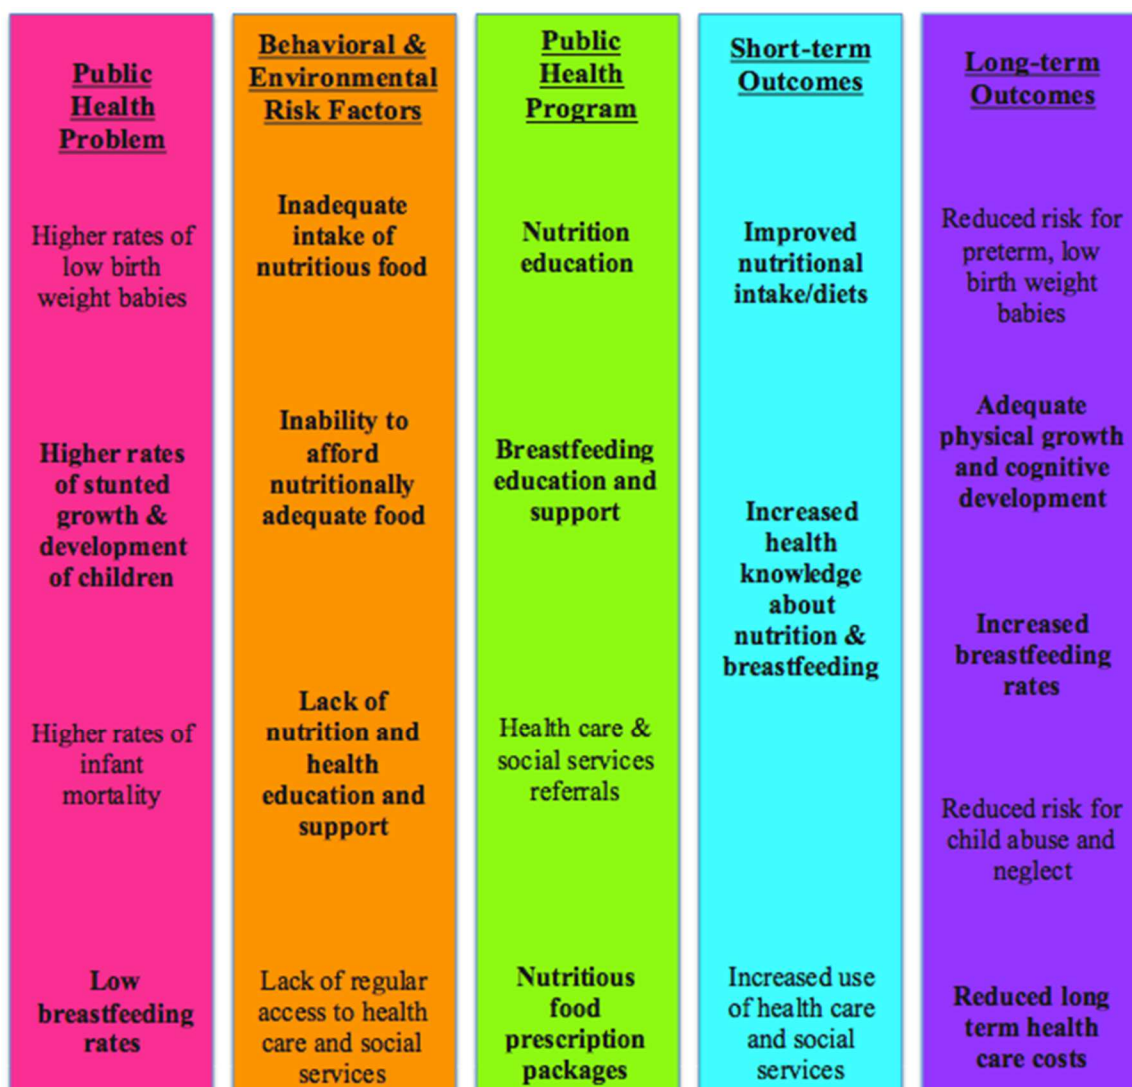 Public
Health
Problem
Higher rates of
low birth
weight babies
Higher rates
of stunted
growth &
development
of children
Higher rates of
infant
mortality
Low
breastfeeding
rates
Behavioral &
Environmental
Risk Factors
Inadequate
intake of
nutritious food
Inability to
afford
nutritionally
adequate food
Lack of
nutrition and
health
education and
support
Lack of regular
access to health
care and social
services
Public
Health
Program
Nutrition
education
Breastfeeding
education and
support
Health care &
social services
referrals
Nutritious
food
prescription
packages
Short-term
Outcomes
Improved
nutritional
intake/diets
Increased
health
knowledge
about
nutrition &
breastfeeding
Increased use
of health care
and social
services
Long-term
Outcomes
Reduced risk for
preterm, low
birth weight
babies
Adequate
physical growth
and cognitive
development
Increased
breastfeeding
rates
Reduced risk for
child abuse and
neglect
Reduced long
term health
care costs